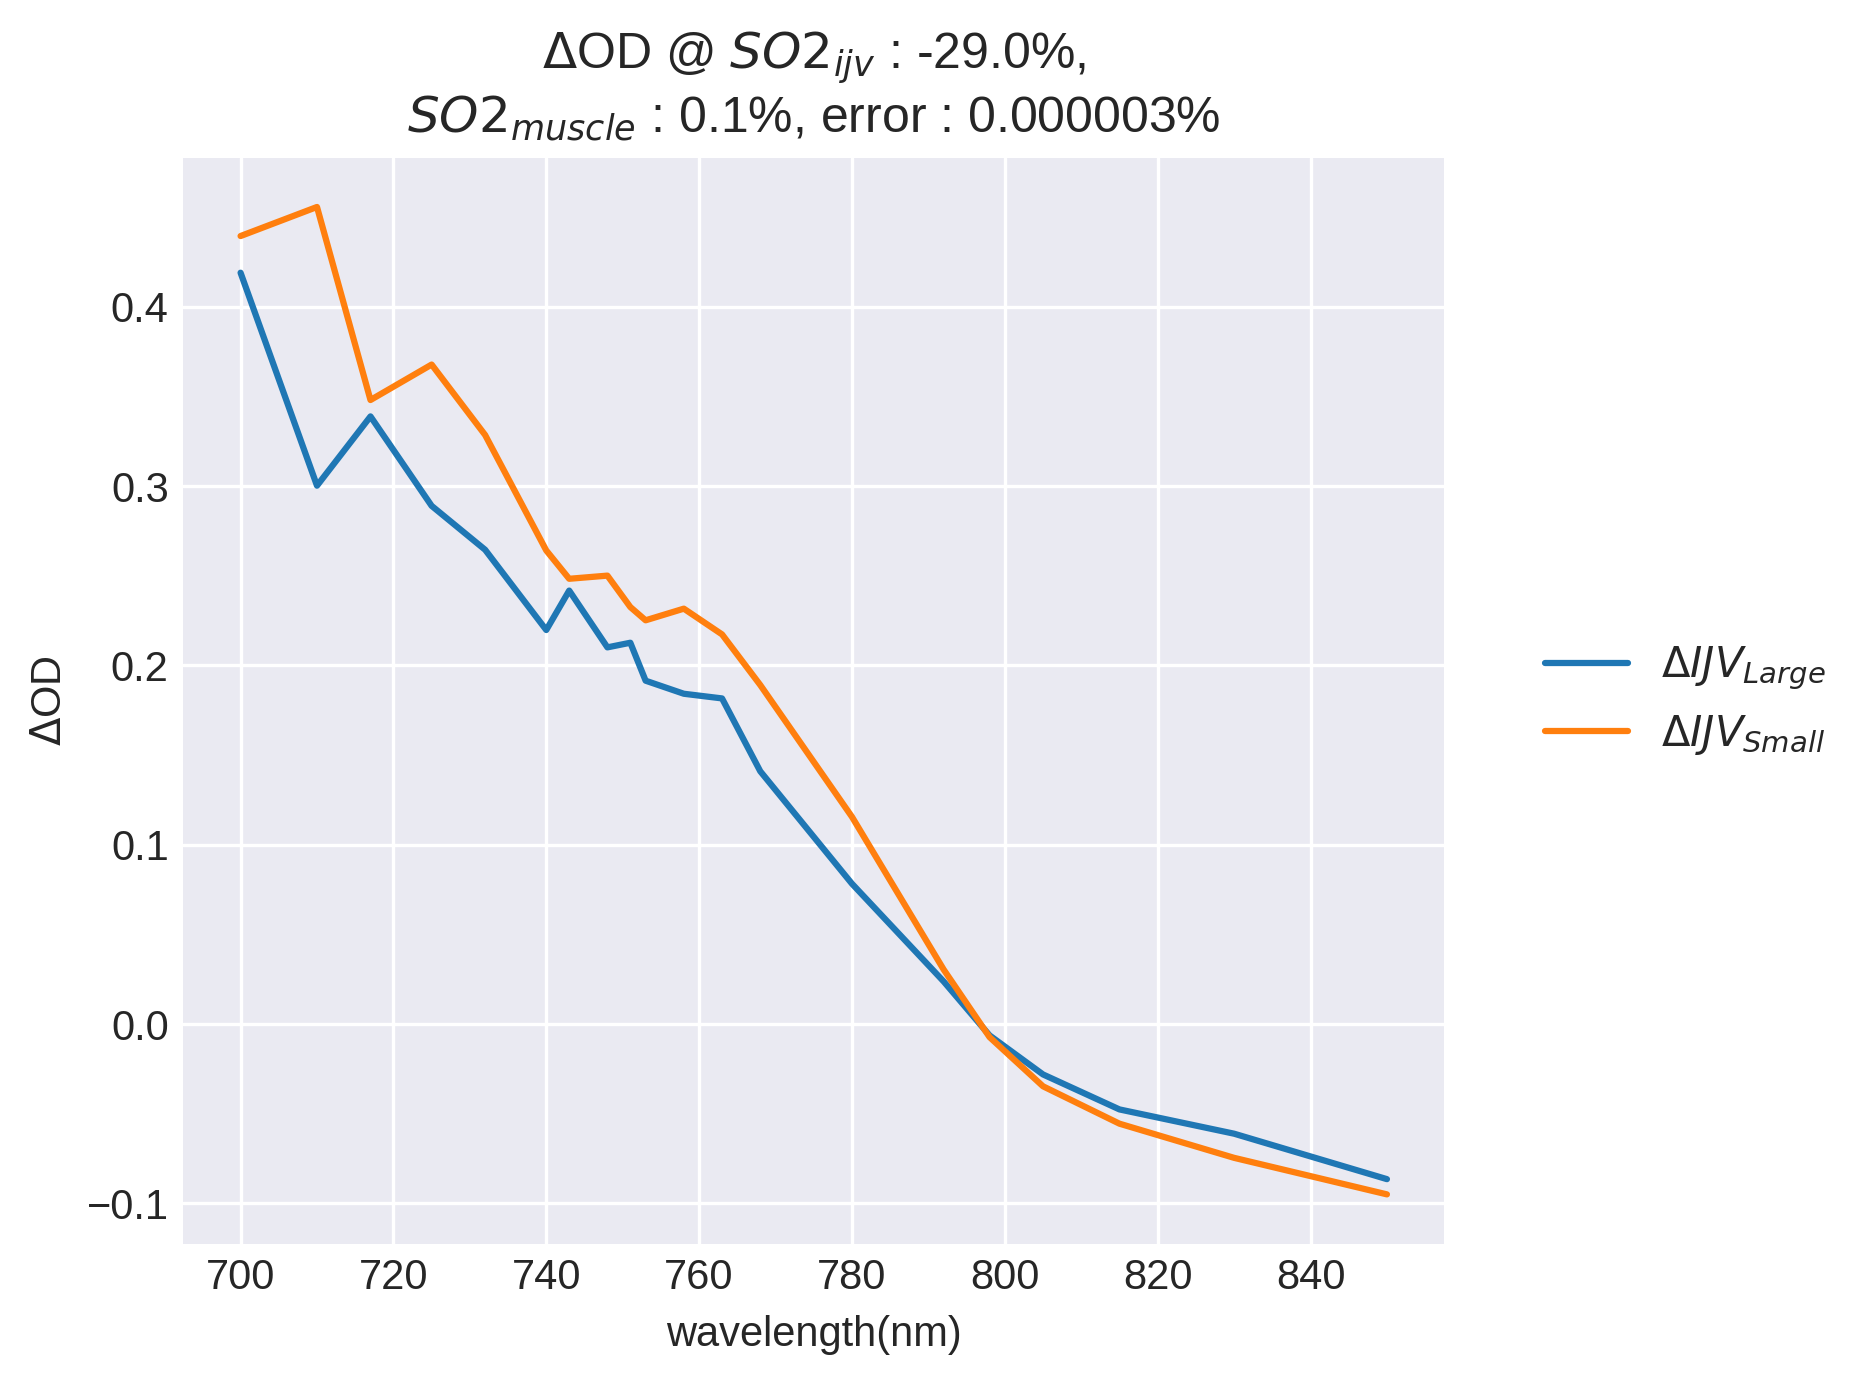 ΔOD @ SO2ijv : -29.0%,
SO2muscle : 0.1%, error : 0.000003%
ΔOD
0.4
0.3
0.2
0.1
0.0
−0.1
700 720 740 760 780 800 820 840
wavelength(nm)
ΔIJVLarge
ΔIJVSmall